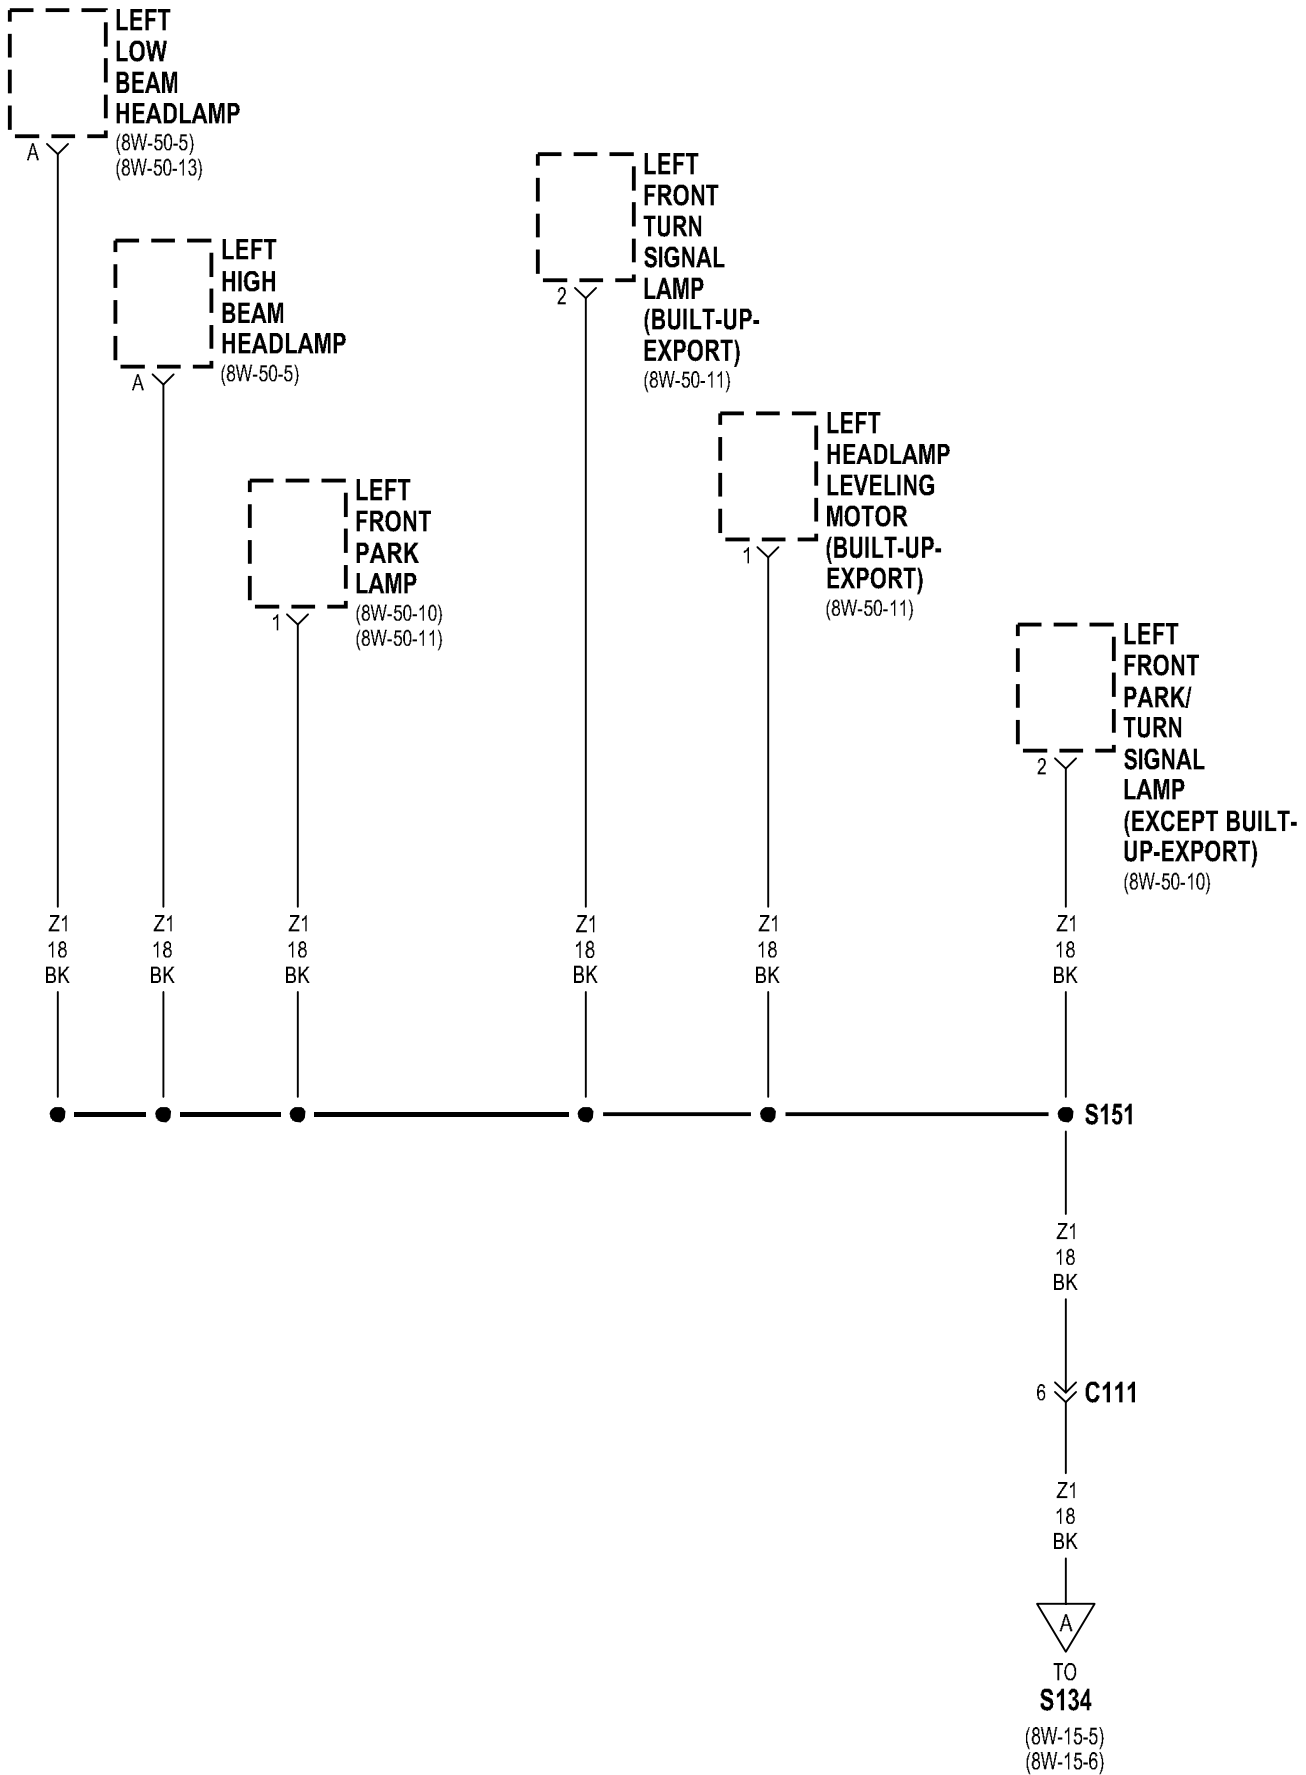 LEFT
LOW
BEAM
HEADLAMP
(8W-50-5)
(8W-50-13)
A
LEFT
HIGH
BEAM
HEADLAMP
(8W-50-5)
A
LEFT
FRONT
PARK
LAMP
(8W-50-10)
(8W-50-11)
1
LEFT
FRONT
TURN
SIGNAL
LAMP
(BUILT-UP-
EXPORT)
(8W-50-11)
2
LEFT
HEADLAMP
LEVELING
MOTOR
(BUILT-UP-
EXPORT)
(8W-50-11)
1
LEFT
FRONT
PARK/
TURN
SIGNAL
LAMP
(EXCEPT BUILT-
UP-EXPORT)
(8W-50-10)
2
Z1 Z1 Z1 Z1 Z1 Z1
18 18 18 18 18 18
BK BK BK BK BK BK
S151
Z1
18
BK
6 C111
Z1
18
BK
A
TO
S134
(8W-15-5)
(8W-15-6)